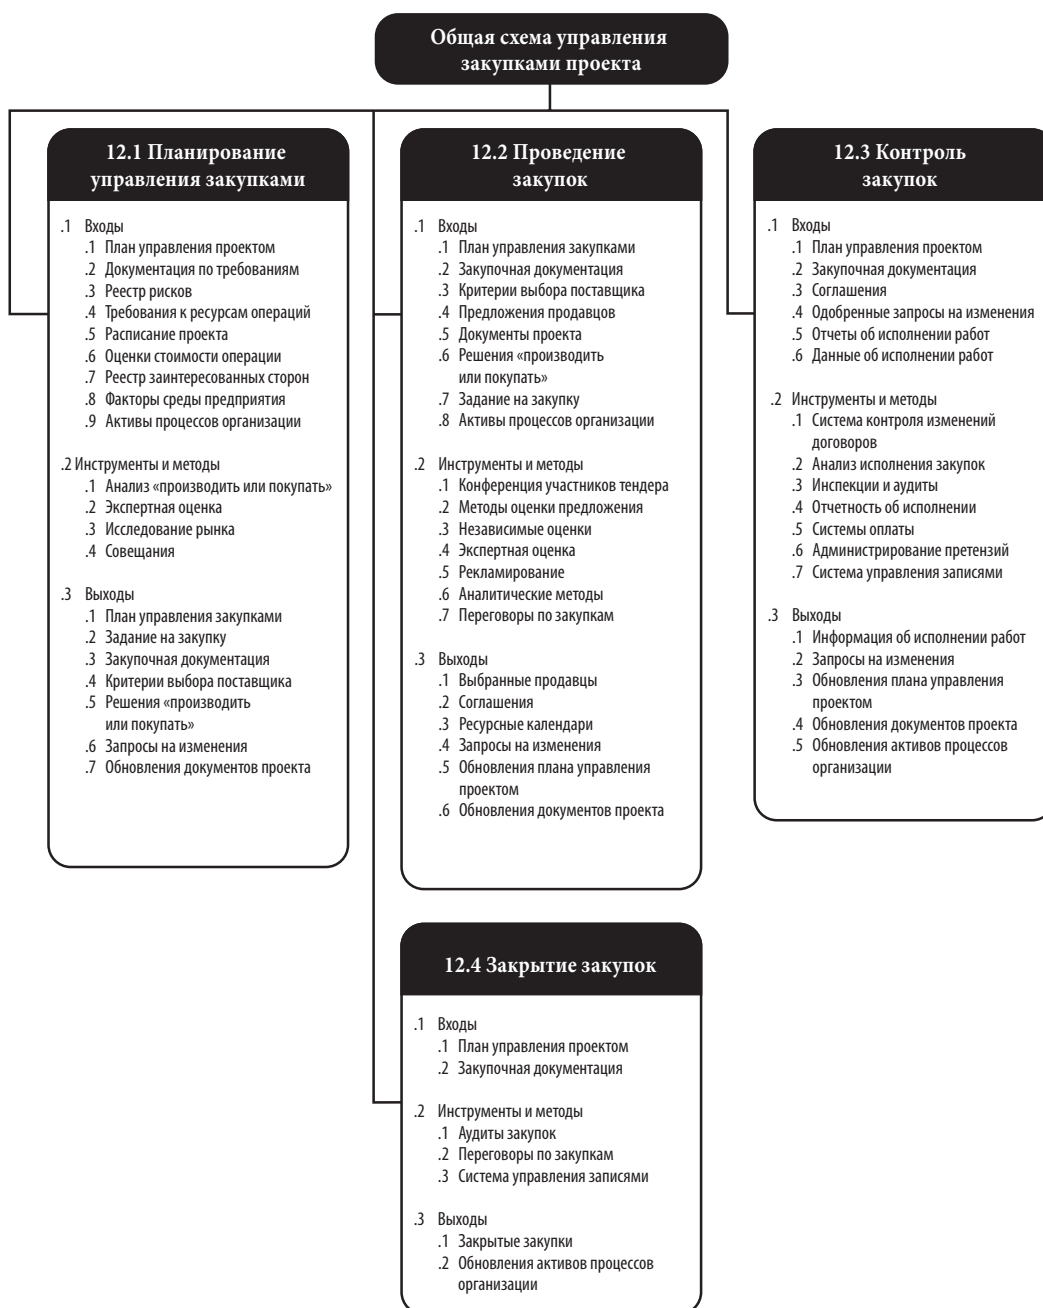 Общая схема управления
закупками проекта
12.1 Планирование
управления закупками
.1 Входы
.1 План управления проектом
.2 Документация по требованиям
.3 Реестр рисков
.4 Требования к ресурсам операций
.5 Расписание проекта
.6 Оценки стоимости операции
.7 Реестр заинтересованных сторон
.8 Факторы среды предприятия
.9 Активы процессов организации
.2 Инструменты и методы
.1 Анализ «производить или покупать»
.2 Экспертная оценка
.3 Исследование рынка
.4 Совещания
.3 Выходы
.1 План управления закупками
.2 Задание на закупку
.3 Закупочная документация
.4 Критерии выбора поставщика
.5 Решения «производить
или покупать»
.6 Запросы на изменения
.7 Обновления документов проекта
12.2 Проведение
закупок
.1 Входы
.1 План управления закупками
.2 Закупочная документация
.3 Критерии выбора поставщика
.4 Предложения продавцов
.5 Документы проекта
.6 Решения «производить
или покупать»
.7 Задание на закупку
.8 Активы процессов организации
.2 Инструменты и методы
.1 Конференция участников тендера
.2 Методы оценки предложения
.3 Независимые оценки
.4 Экспертная оценка
.5 Рекламирование
.6 Аналитические методы
.7 Переговоры по закупкам
.3 Выходы
.1 Выбранные продавцы
.2 Соглашения
.3 Ресурсные календари
.4 Запросы на изменения
.5 Обновления плана управления
проектом
.6 Обновления документов проекта
12.3 Контроль
закупок
.1 Входы
.1 План управления проектом
.2 Закупочная документация
.3 Соглашения
.4 Одобренные запросы на изменения
.5 Отчеты об исполнении работ
.6 Данные об исполнении работ
.2 Инструменты и методы
.1 Система контроля изменений
договоров
.2 Анализ исполнения закупок
.3 Инспекции и аудиты
.4 Отчетность об исполнении
.5 Системы оплаты
.6 Администрирование претензий
.7 Система управления записями
.3 Выходы
.1 Информация об исполнении работ
.2 Запросы на изменения
.3 Обновления плана управления
проектом
.4 Обновления документов проекта
.5 Обновления активов процессов
организации
12.4 Закрытие закупок
.1 Входы
.1 План управления проектом
.2 Закупочная документация
.2 Инструменты и методы
.1 Аудиты закупок
.2 Переговоры по закупкам
.3 Система управления записями
.3 Выходы
.1 Закрытые закупки
.2 Обновления активов процессов
организации